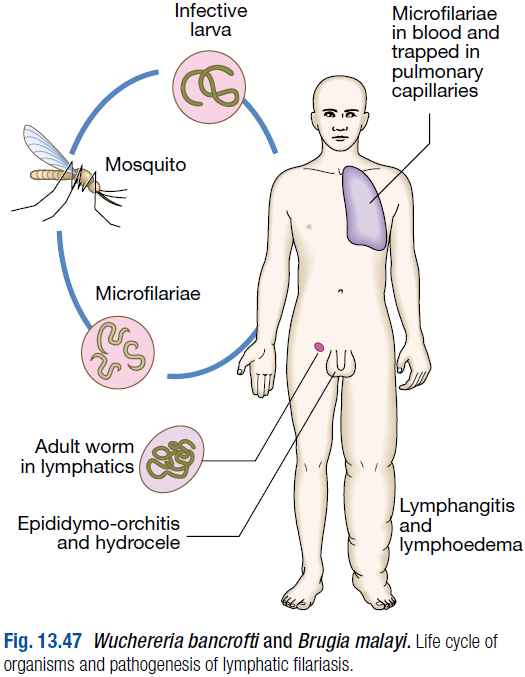 Infective
larva
Microfilariae
in blood and
trapped in
pulmonary
capillaries
Mosquito
Microfilariae
Adult worm
in lymphatics
Epididymo-orchitis
and hydrocele
Lymphangitis
and
lymphoedema
Fig. 13.47 Wuchereria bancrofti and Brugia malayi. Life cycle of
organisms and pathogenesis of lymphatic filariasis.